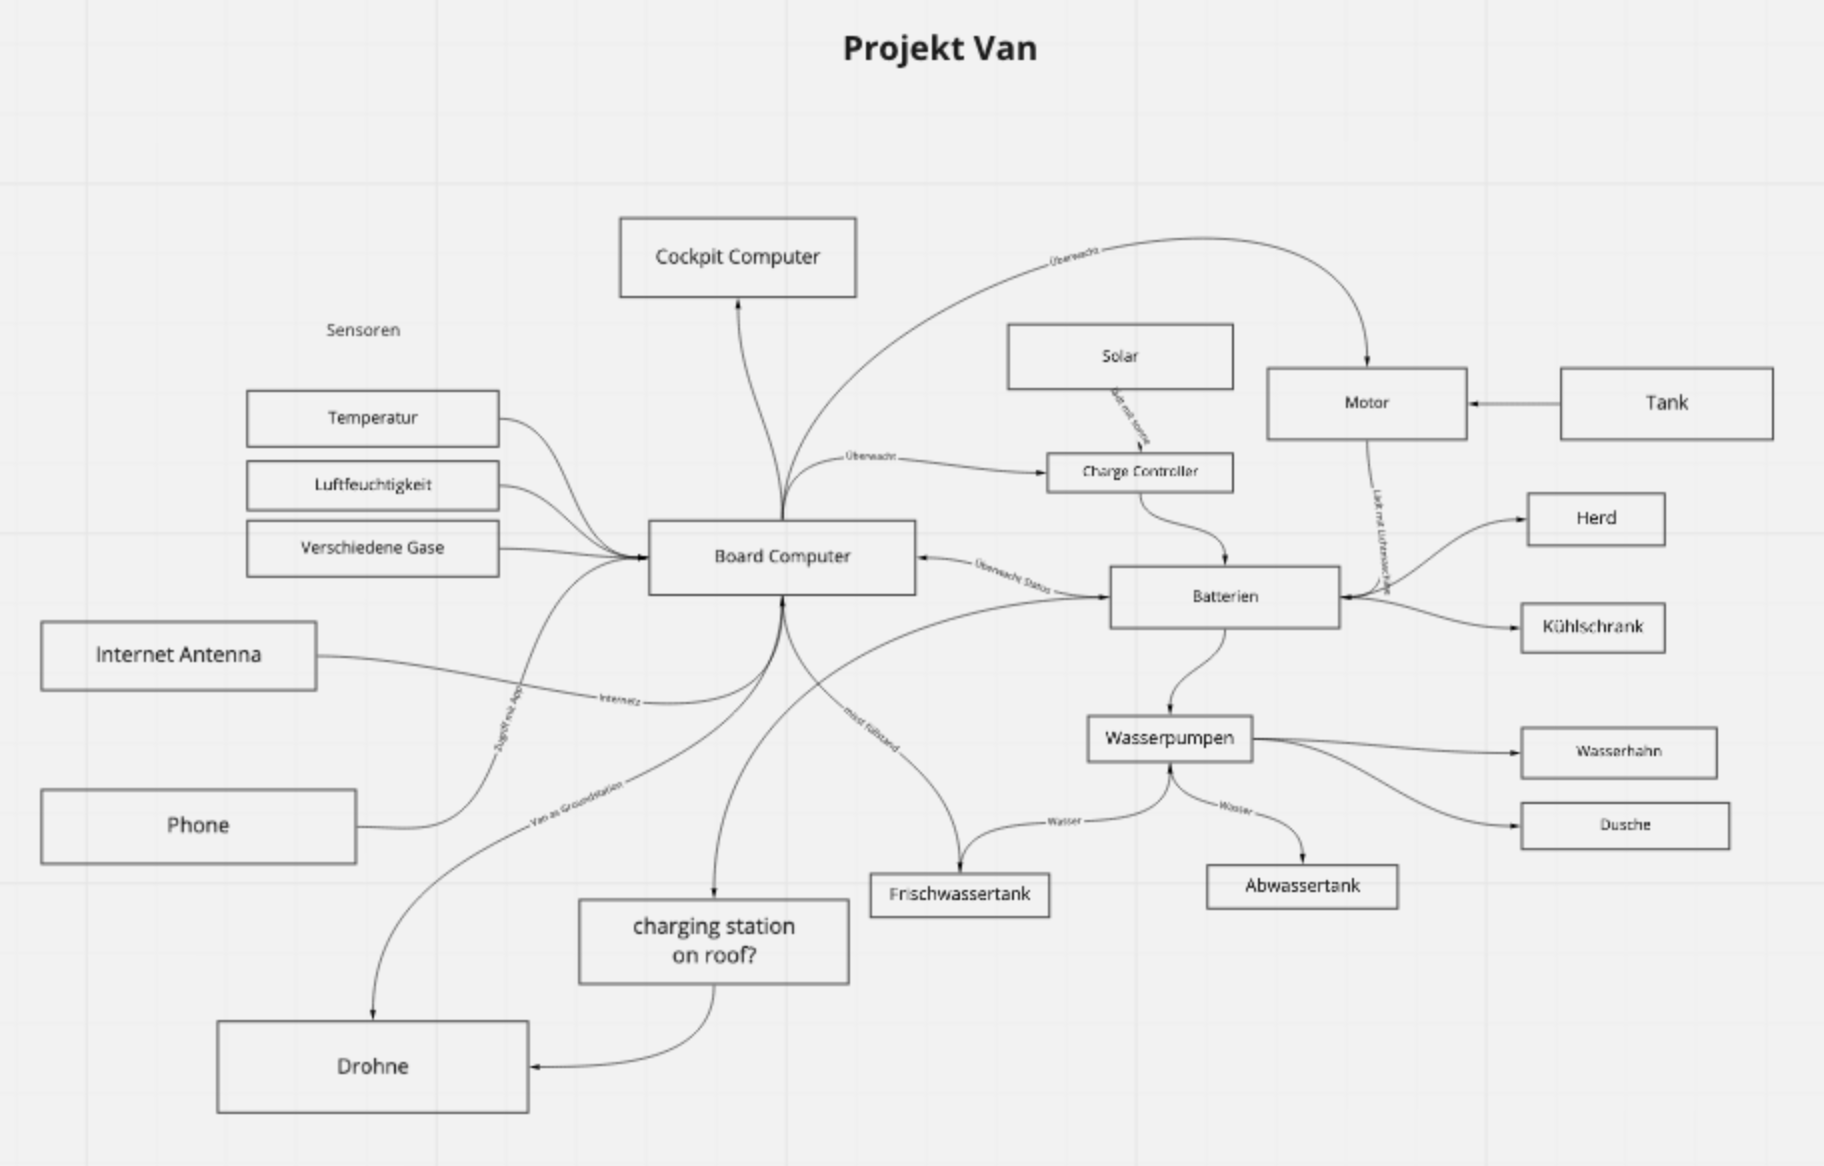 Projekt Van
Cockpit Computer
Überwacht
Sensoren
Solar
lädt mit sonne
Motor
Tank
Temperatur
Überwacht
Charge Controller
Luftfeuchtigkeit
Verschiedene Gase
Board Computer
Überwacht Status
Batterien
Lädt mit
Herd
Kühlschrank
Internet Antenna
Internetz
Zugriff mit App
misst Füllstand
Wasserpumpen
Wasserhahn
Phone
Van as Groundstation
Wasser
Wasser
Dusche
Frischwassertank
Abwassertank
charging station
on roof?
Drohne